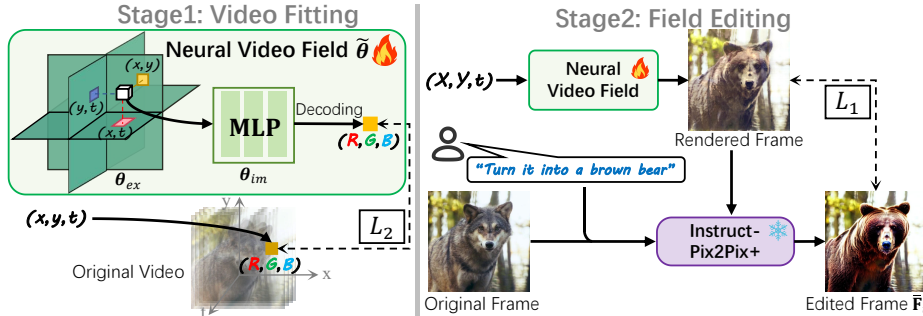 Stage1: Video Fitting
Neural Video Field θ̃
(x,y)
(y,t)
(x,t)
θex
MLP
θim
Decoding
(R,G,B)
(x,y,t)
L2
y
(R,G,B)
x
t
Original Video
Stage2: Field Editing
(X,Y,t)
Neural
Video Field
L1
Rendered Frame
“Turn it into a brown bear”
Instruct-
Pix2Pix+
Original Frame
Edited Frame F̅